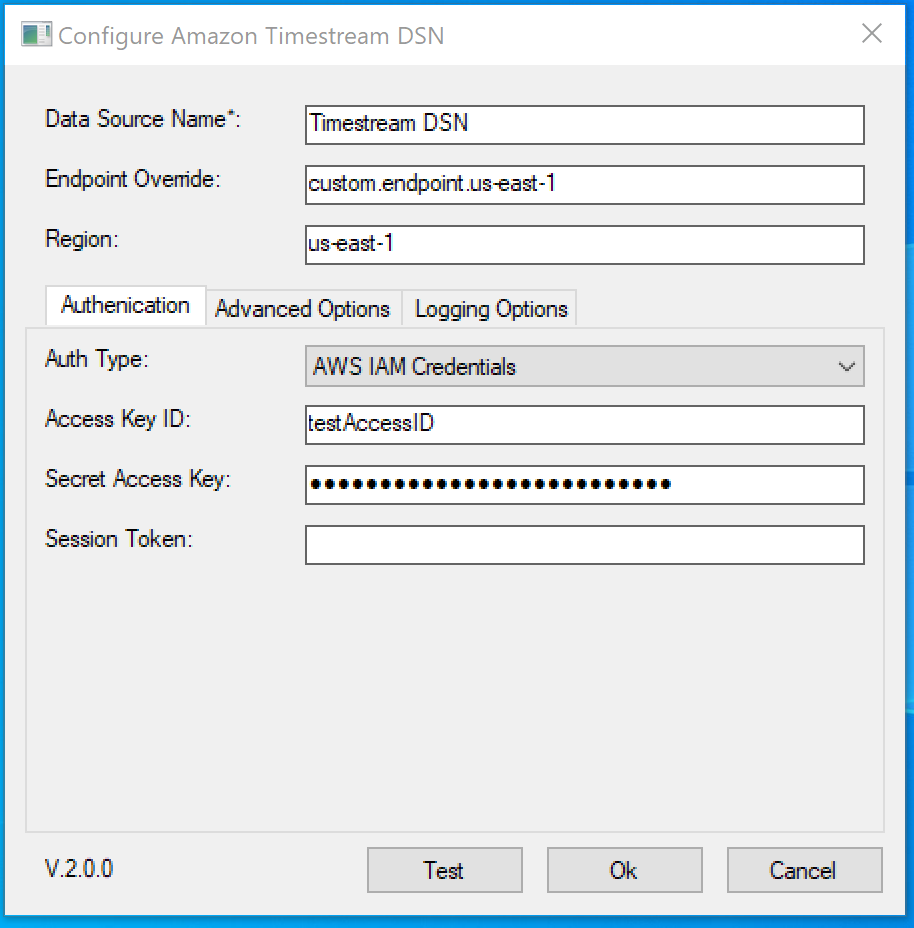 Configure Amazon Timestream DSN
Data Source Name*: Timestream DSN
Endpoint Override: custom.endpoint.us-east-1
Region: us-east-1
Authenication Advanced Options Logging Options
Auth Type: AWS IAM Credentials
Access Key ID: testAccessID
Secret Access Key: ••••••••••••••••••••••••••
Session Token:
V.2.0.0 Test Ok Cancel